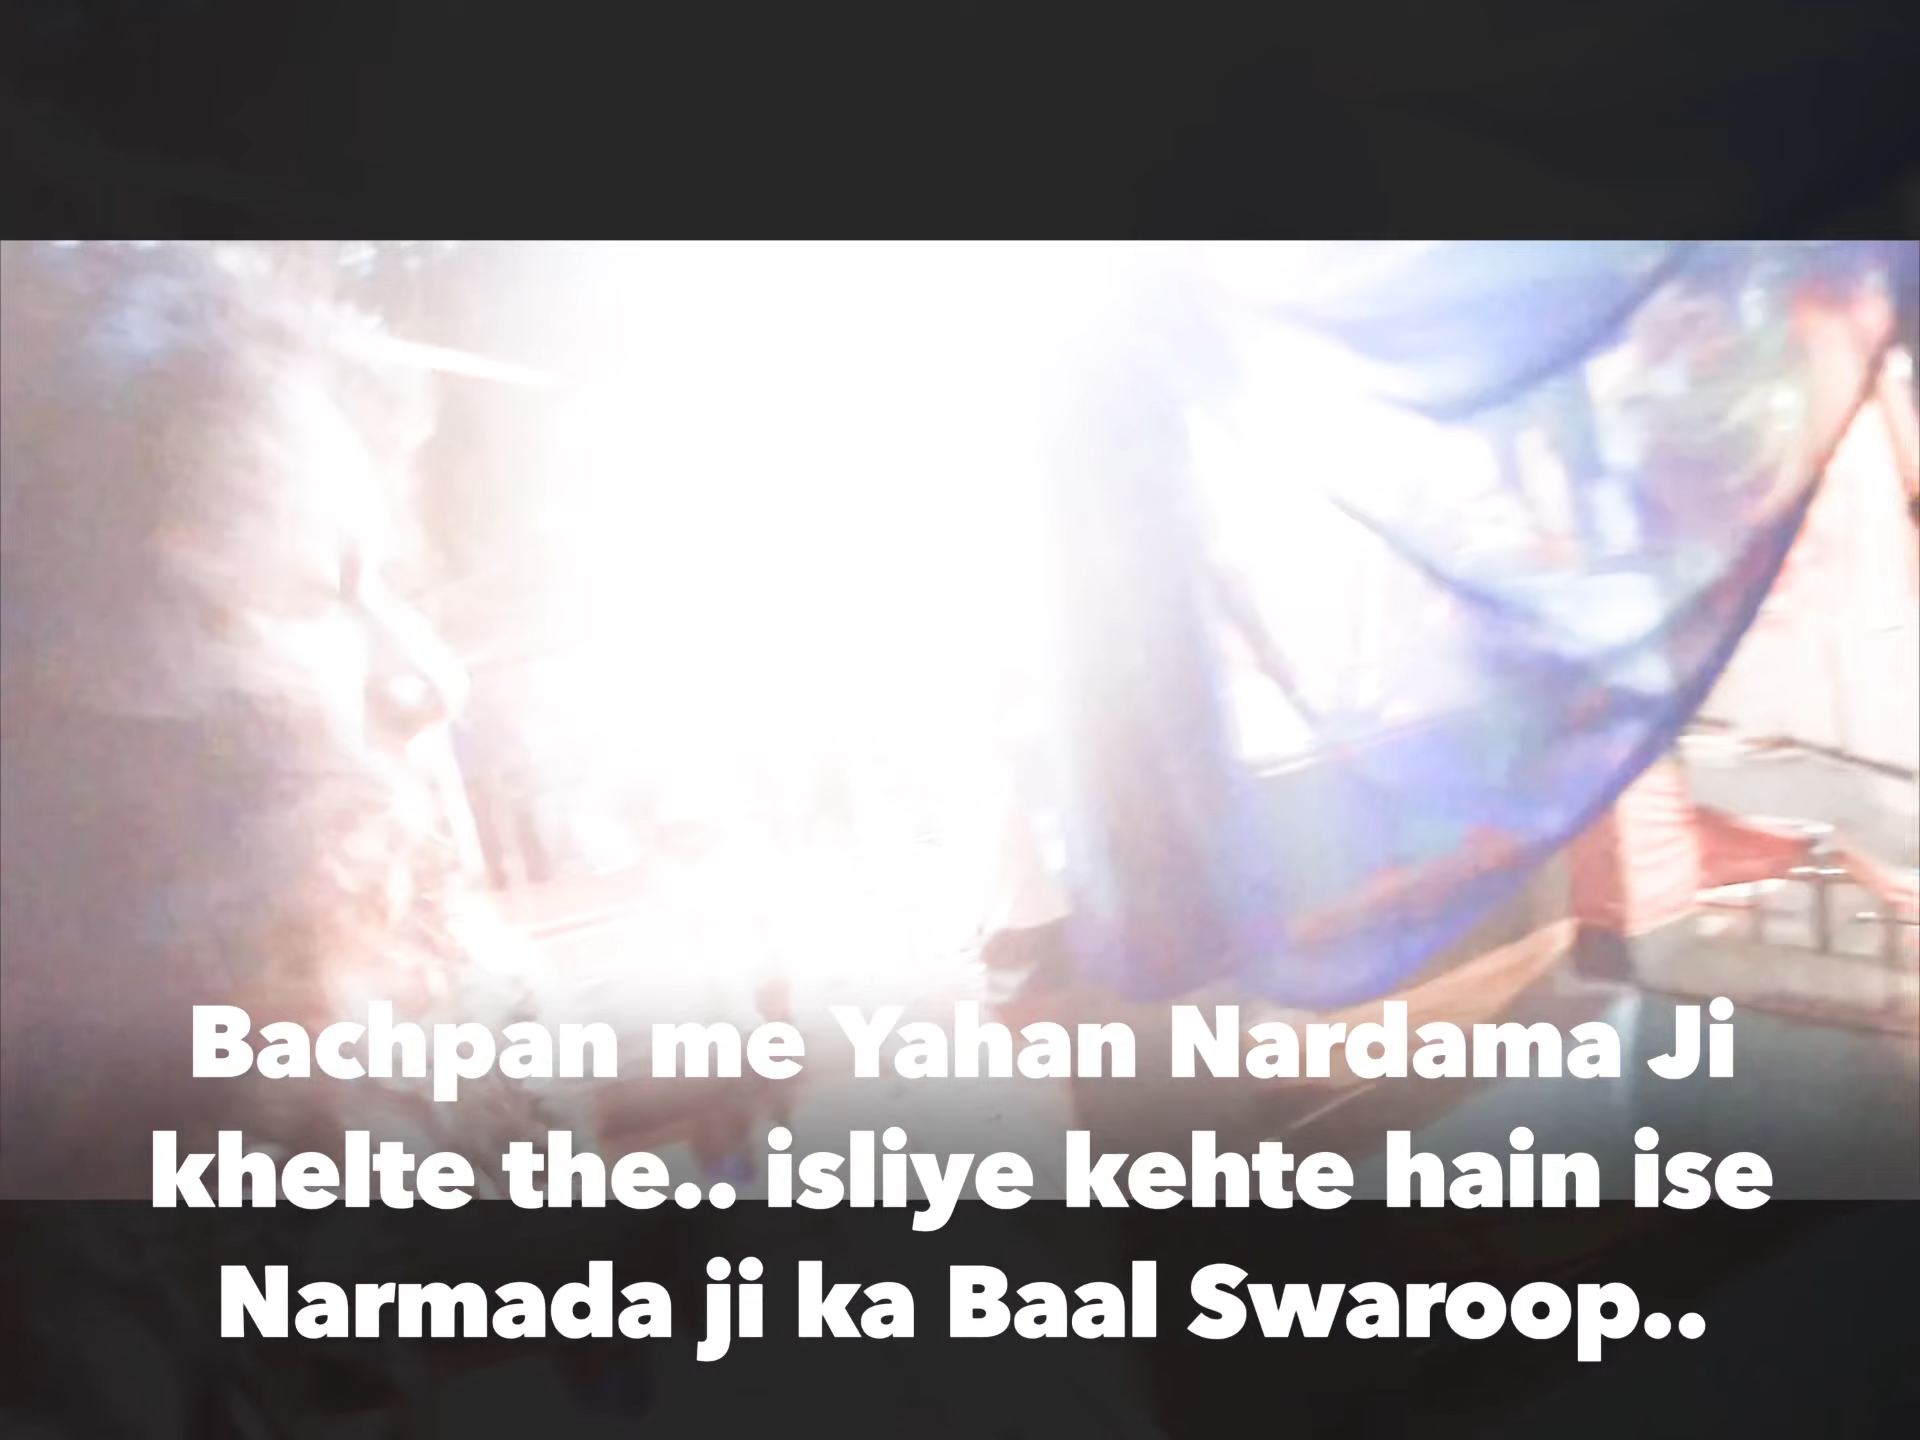 Bachpan me Yahan Nardama Ji
khelte the.. isliye kehte hain ise
Narmada ji ka Baal Swaroop..